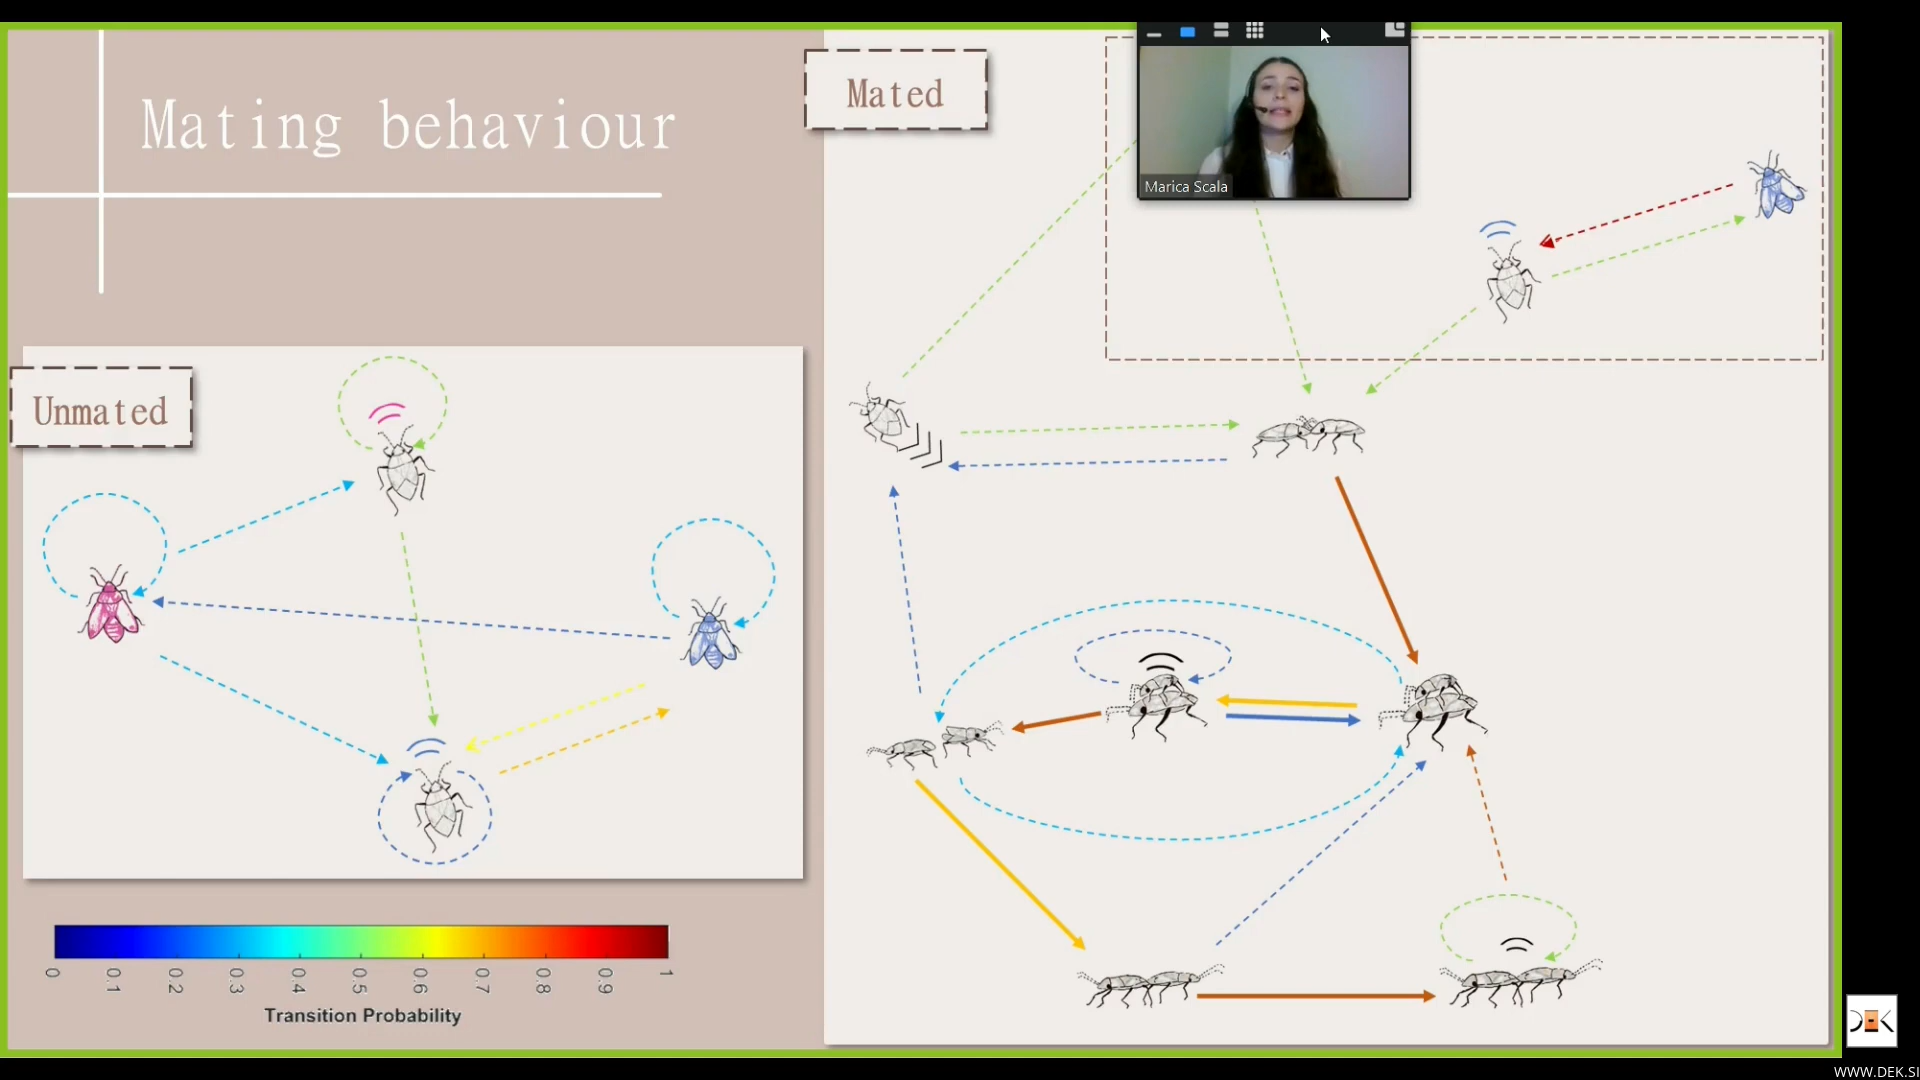 Mating behaviour
Mated
Marica Scala
Unmated
0 0.1 0.2 0.3 0.4 0.5 0.6 0.7 0.8 0.9 1
Transition Probability
WWW.DEK.SI